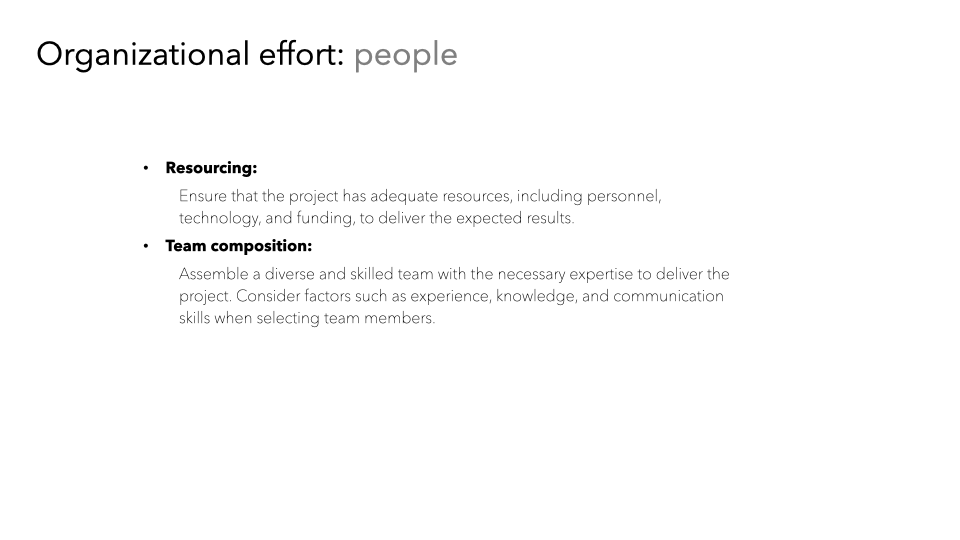 Organizational effort: people
• Resourcing:
Ensure that the project has adequate resources, including personnel,
technology, and funding, to deliver the expected results.
• Team composition:
Assemble a diverse and skilled team with the necessary expertise to deliver the
project. Consider factors such as experience, knowledge, and communication
skills when selecting team members.